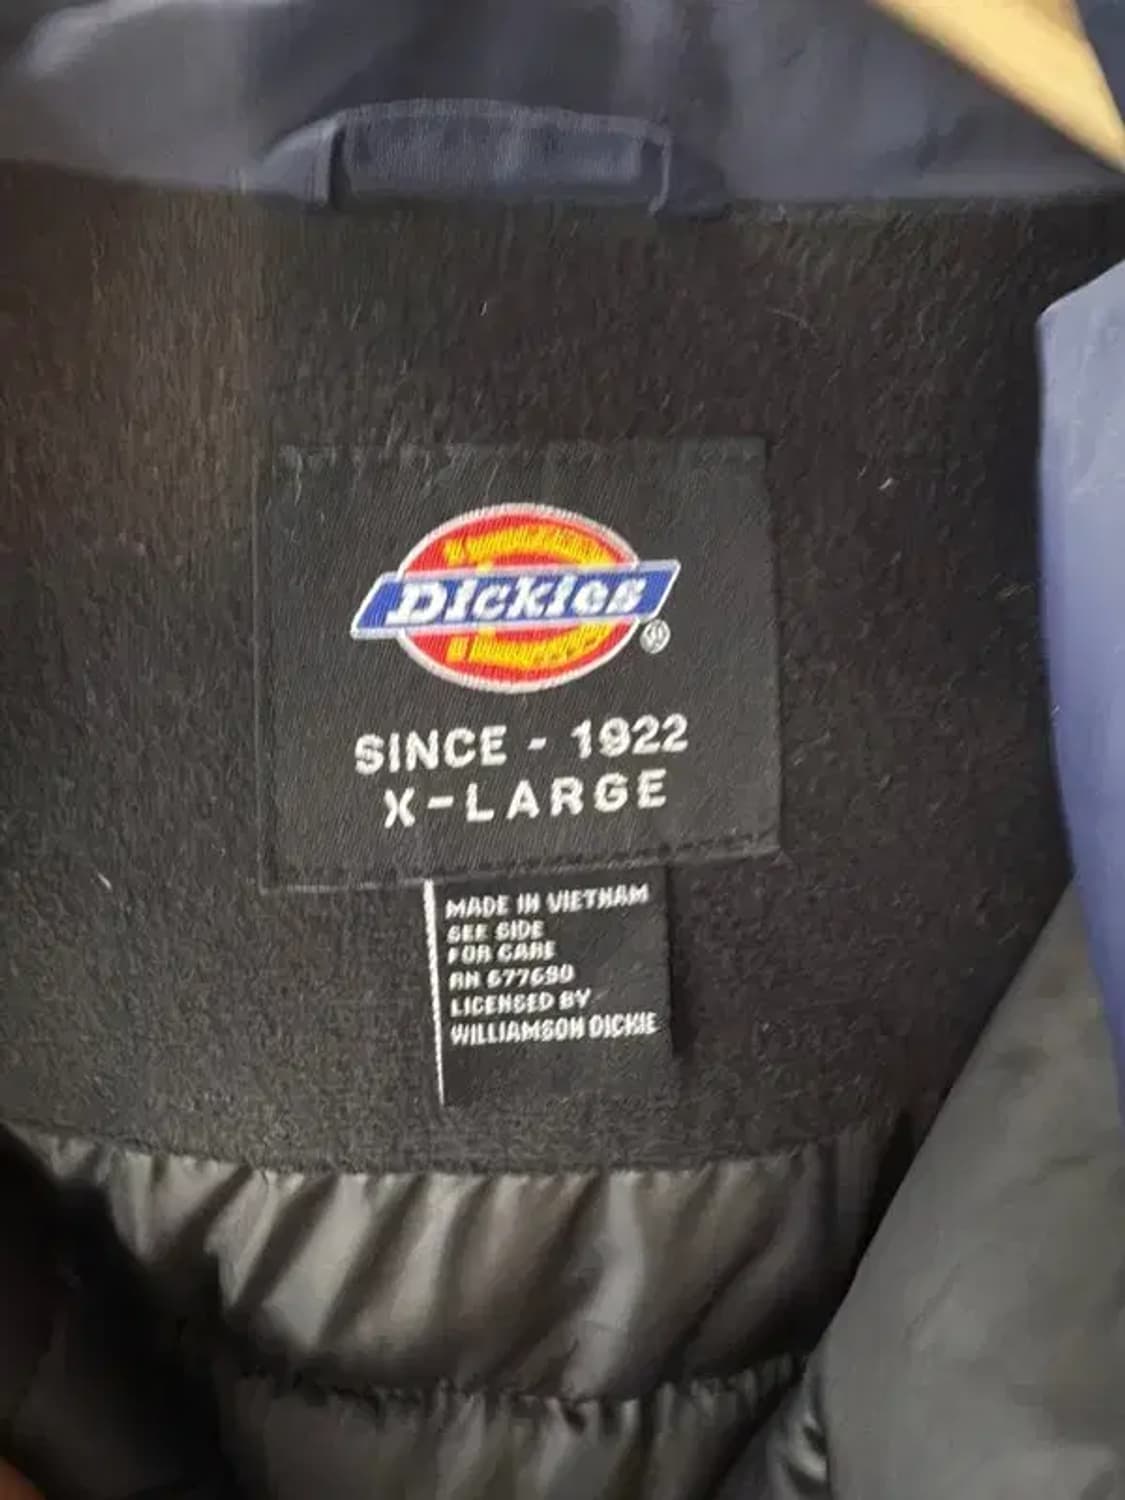 Dickies
®
SINCE - 1922
X-LARGE
MADE IN VIETNAM
SEE SIDE
FOR CARE
RN 677690
LICENSED BY
WILLIAMSON DICKIE